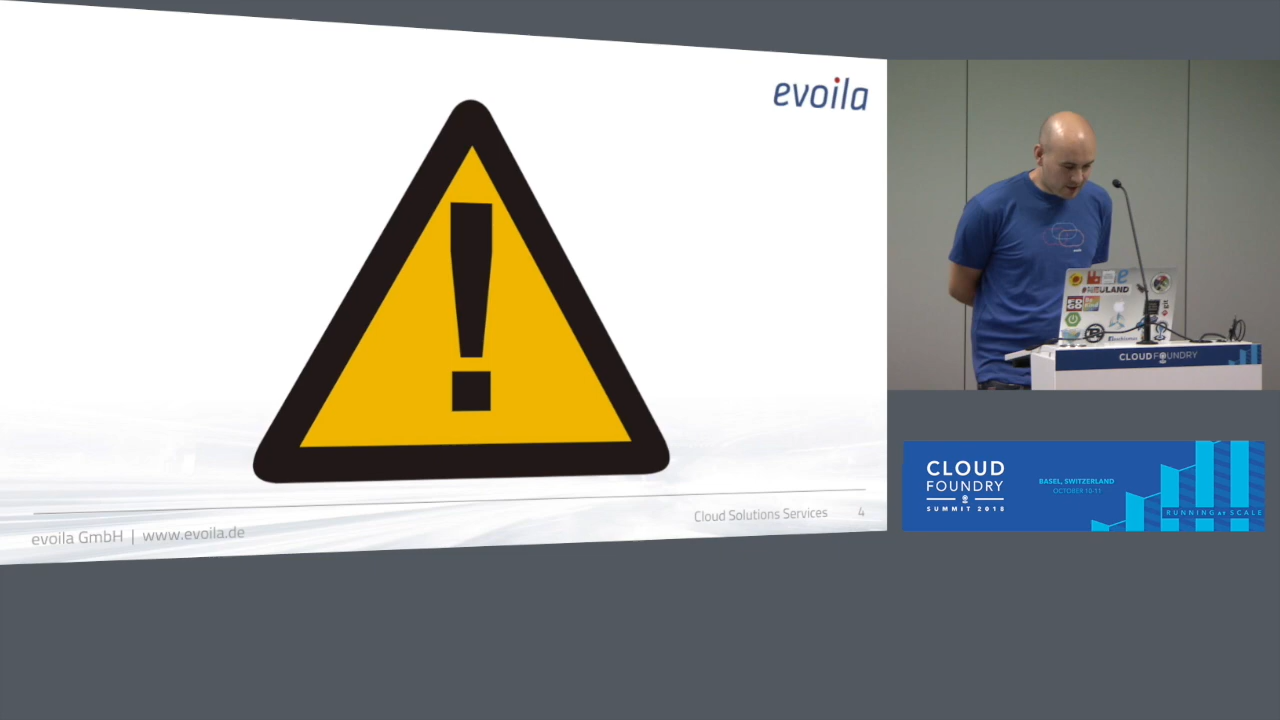 evoila
!
evoila GmbH | www.evoila.de
Cloud Solutions Services 4
#NEULAND
git
CLOUD FOUNDRY
CLOUD
FOUNDRY
SUMMIT 2018
BASEL, SWITZERLAND
OCTOBER 10-11
RUNNING AT SCALE